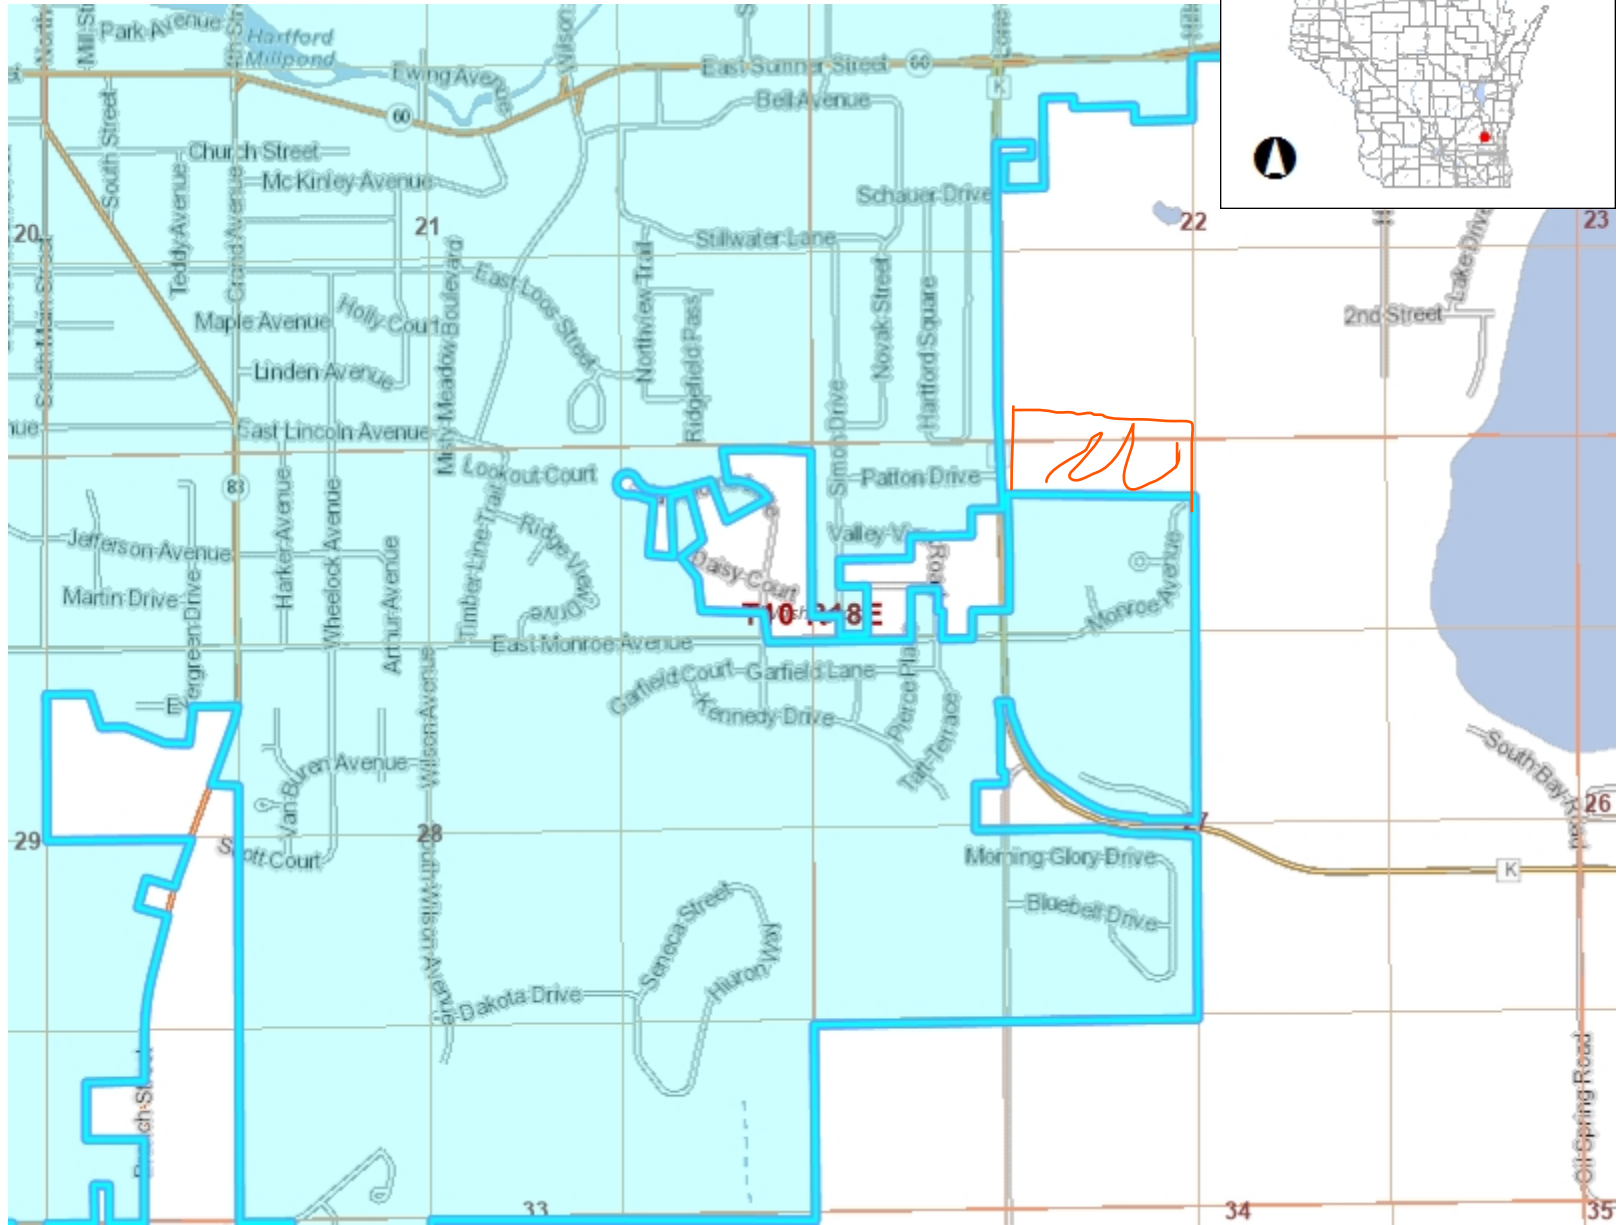 Park Avenue
Hartford
Millpond
Ewing Avenue
60
East Sumner Street
60
Bell Avenue
K
South Street
Church Street
McKinley Avenue
Teddy Avenue
Grand Avenue
Schauer Drive
20
21
22
23
Stillwater Lane
South Main Street
Misty Meadow Boulevard
East Loos Street
Northview Trail
Ridgefield Pass
Novak Street
Hartford Square
Simon Drive
Maple Avenue
Holly Court
Linden Avenue
2nd Street
East Lincoln Avenue
Lookout Court
Patton Drive
83
Jefferson Avenue
Martin Drive
Evergreen Drive
Harker Avenue
Wheelock Avenue
Arthur Avenue
Timber Line Trail
Ridge View Drive
Daisy Court
Monroe Avenue
East Monroe Avenue
Garfield Court
Garfield Lane
Kennedy Drive
Taft Terrace
Van Buren Avenue
Wilson Avenue
Scott Court
29
28
27
26
South Bay Road
Morning Glory Drive
K
Bluebell Drive
South Wilson Avenue
Seneca Street
Huron Way
Dakota Drive
Oil Spring Road
33
34
35